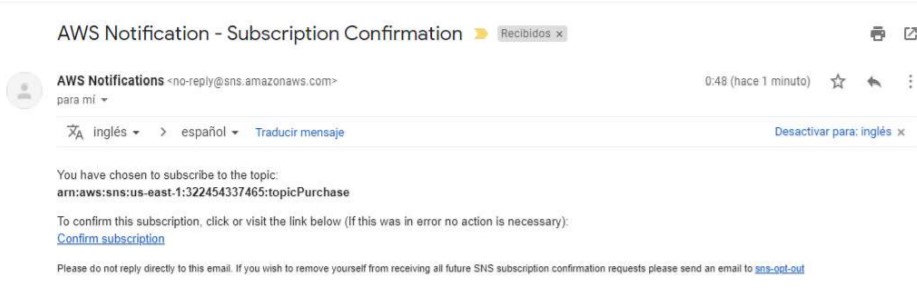 AWS Notification - Subscription Confirmation Recibidos x
AWS Notifications <no-reply@sns.amazonaws.com> 0:48 (hace 1 minuto)
para mí
inglés > español Traducir mensaje Desactivar para: inglés x
You have chosen to subscribe to the topic:
arn:aws:sns:us-east-1:322454337465:topicPurchase
To confirm this subscription, click or visit the link below (If this was in error no action is necessary):
Confirm subscription
Please do not reply directly to this email. If you wish to remove yourself from receiving all future SNS subscription confirmation requests please send an email to sns-opt-out